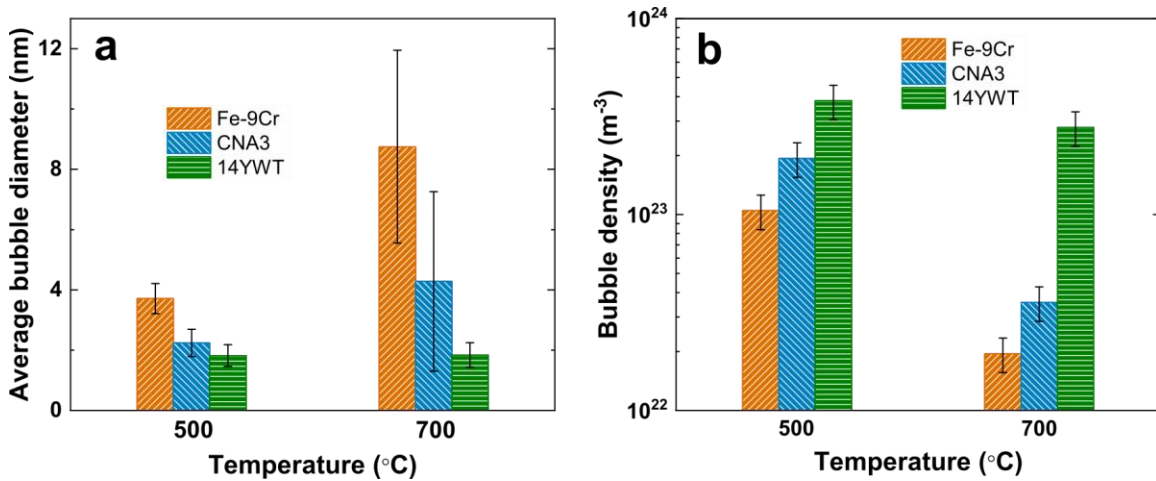 a
Average bubble diameter (nm)
12
8
4
0
Fe-9Cr
CNA3
14YWT
500
700
Temperature (°C)
b
Bubble density (m⁻³)
10²⁴
10²³
10²²
Fe-9Cr
CNA3
14YWT
500
700
Temperature (°C)